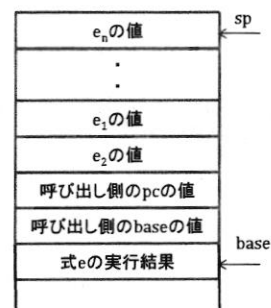 eₙの値
sp
.
.
e₁の値
e₂の値
呼び出し側のpcの値
呼び出し側のbaseの値
base
式eの実行結果